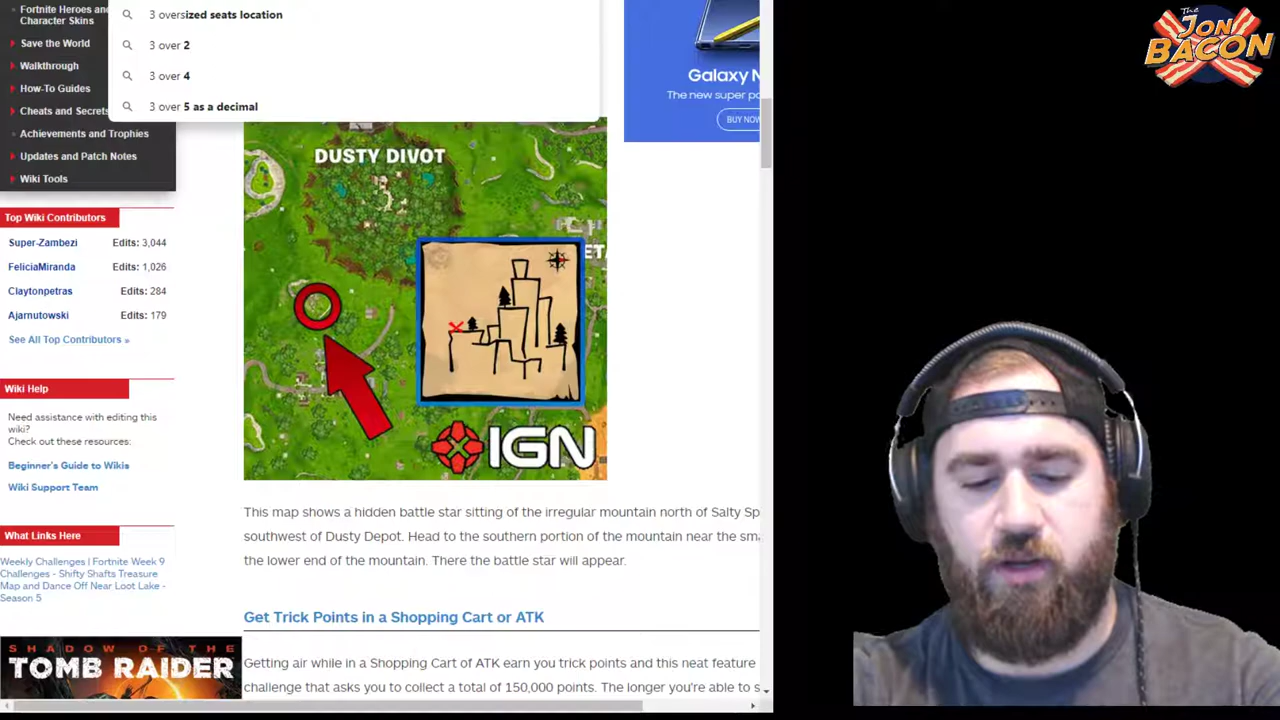 Fortnite Heroes and
Character Skins
Save the World
Walkthrough
How-To Guides
Cheats and Secrets
Achievements and Trophies
Updates and Patch Notes
Wiki Tools
3 oversized seats location
3 over 2
3 over 4
3 over 5 as a decimal
Galaxy N
The new super po
BUY NOW
The
JON
BACON
Top Wiki Contributors
Super-Zambezi Edits: 3,044
FeliciaMiranda Edits: 1,026
Claytonpetras Edits: 284
Ajarnutowski Edits: 179
See All Top Contributors »
Wiki Help
Need assistance with editing this
wiki?
Check out these resources:
Beginner's Guide to Wikis
Wiki Support Team
What Links Here
Weekly Challenges | Fortnite Week 9
Challenges - Shifty Shafts Treasure
Map and Dance Off Near Loot Lake -
Season 5
SHADOW OF THE
TOMB RAIDER
DUSTY DIVOT
ETA
IGN
This map shows a hidden battle star sitting of the irregular mountain north of Salty Sp
southwest of Dusty Depot. Head to the southern portion of the mountain near the sma
the lower end of the mountain. There the battle star will appear.
Get Trick Points in a Shopping Cart or ATK
Getting air while in a Shopping Cart of ATK earn you trick points and this neat feature
challenge that asks you to collect a total of 150,000 points. The longer you're able to s